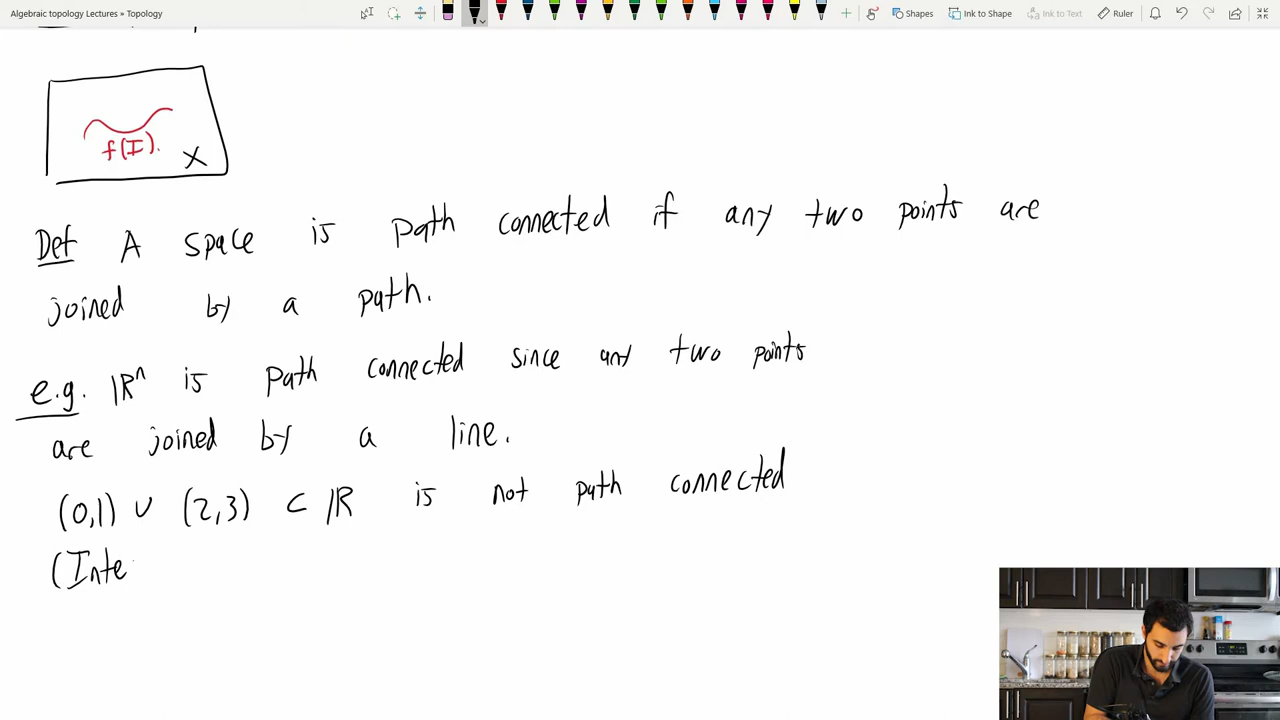 Algebraic topology Lectures » Topology
Shapes
Ink to Shape
Ink to Text
Ruler
f(I).
X
Def A space is path connected if any two points are
joined by a path.
e.g. ℝⁿ is path connected since any two points
are joined by a line.
(0,1) ∪ (2,3) ⊂ ℝ is not path connected
(Inte